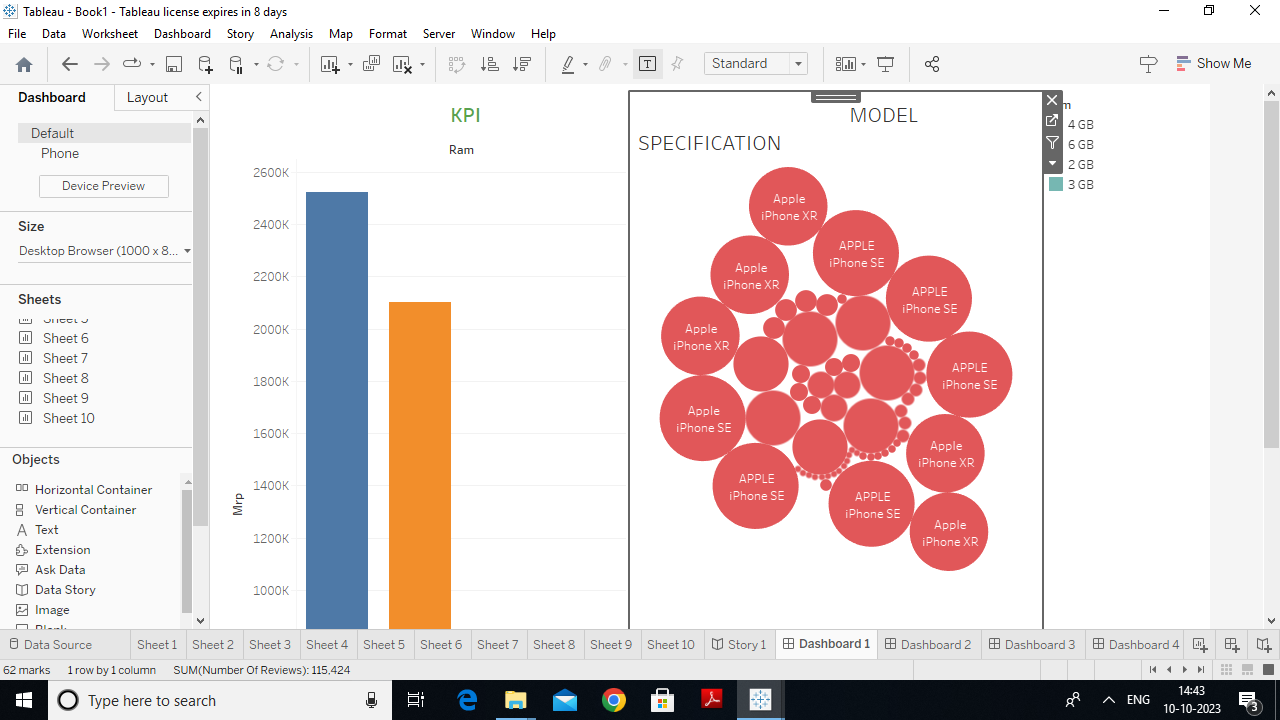 Tableau - Book1 - Tableau license expires in 8 days
File Data Worksheet Dashboard Story Analysis Map Format Server Window Help
Standard
Show Me
Dashboard Layout
Default
Phone
Device Preview
Size
Desktop Browser (1000 x 8...
Sheets
Sheet 5
Sheet 6
Sheet 7
Sheet 8
Sheet 9
Sheet 10
Objects
Horizontal Container
Vertical Container
Text
Extension
Ask Data
Data Story
Image
Blank
KPI
Ram
2600K
2400K
2200K
2000K
1800K
1600K
1400K
1200K
1000K
Mrp
MODEL
SPECIFICATION
Apple
iPhone XR
APPLE
iPhone SE
Apple
iPhone XR
APPLE
iPhone SE
Apple
iPhone XR
APPLE
iPhone SE
Apple
iPhone SE
Apple
iPhone XR
APPLE
iPhone SE
APPLE
iPhone SE
Apple
iPhone XR
4 GB
6 GB
2 GB
3 GB
Data Source Sheet 1 Sheet 2 Sheet 3 Sheet 4 Sheet 5 Sheet 6 Sheet 7 Sheet 8 Sheet 9 Sheet 10 Story 1 Dashboard 1 Dashboard 2 Dashboard 3 Dashboard 4
62 marks 1 row by 1 column SUM(Number Of Reviews): 115,424
Type here to search
ENG
14:43
10-10-2023
3